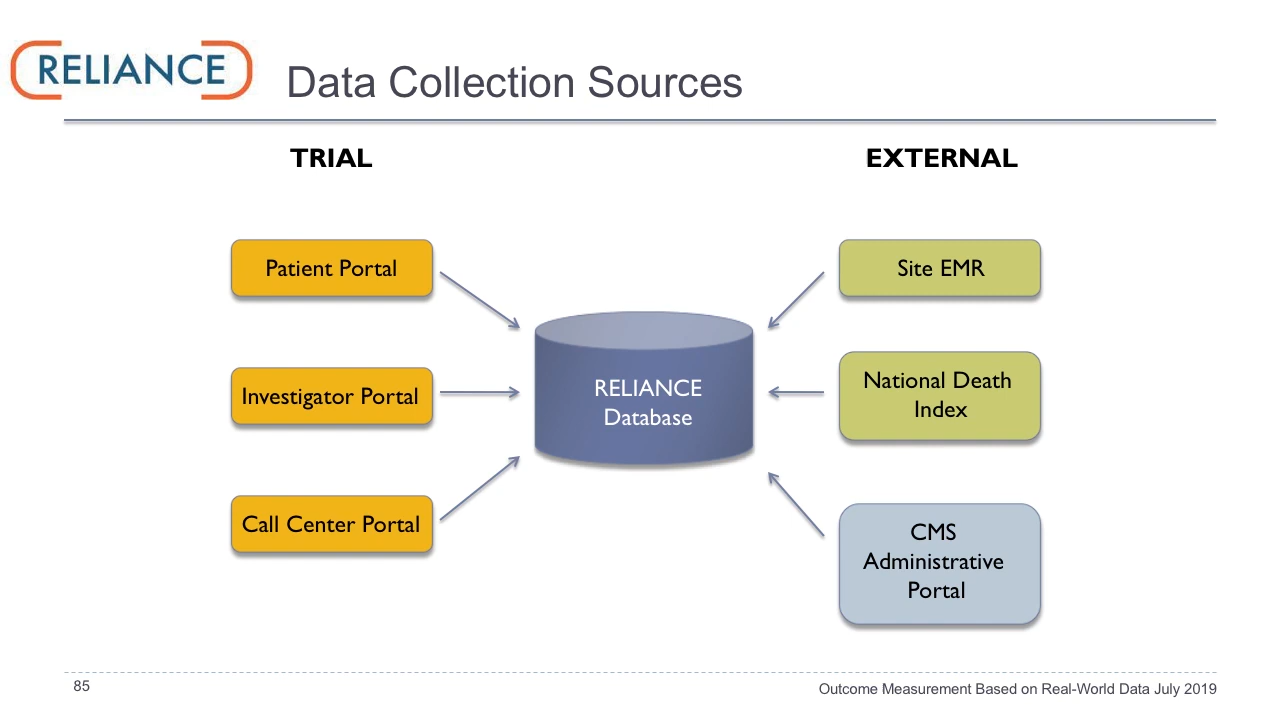 RELIANCE
Data Collection Sources
TRIAL
EXTERNAL
Patient Portal
Investigator Portal
Call Center Portal
RELIANCE
Database
Site EMR
National Death
Index
CMS
Administrative
Portal
85
Outcome Measurement Based on Real-World Data July 2019